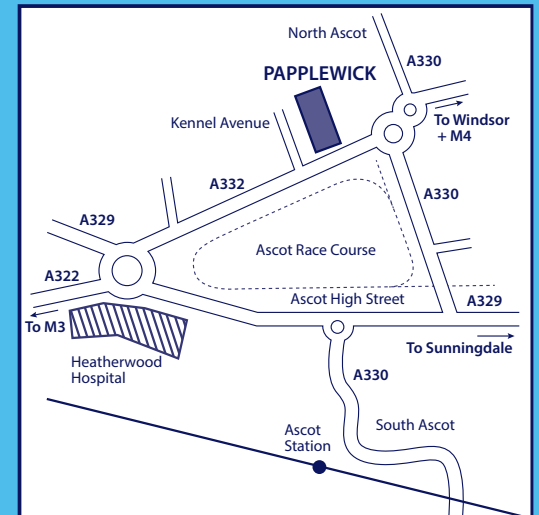 North Ascot
A330
PAPPLEWICK
Kennel Avenue
To Windsor
+ M4
A332
A330
A329
Ascot Race Course
A322
Ascot High Street
A329
To M3
To Sunningdale
Heatherwood
Hospital
A330
Ascot
Station
South Ascot